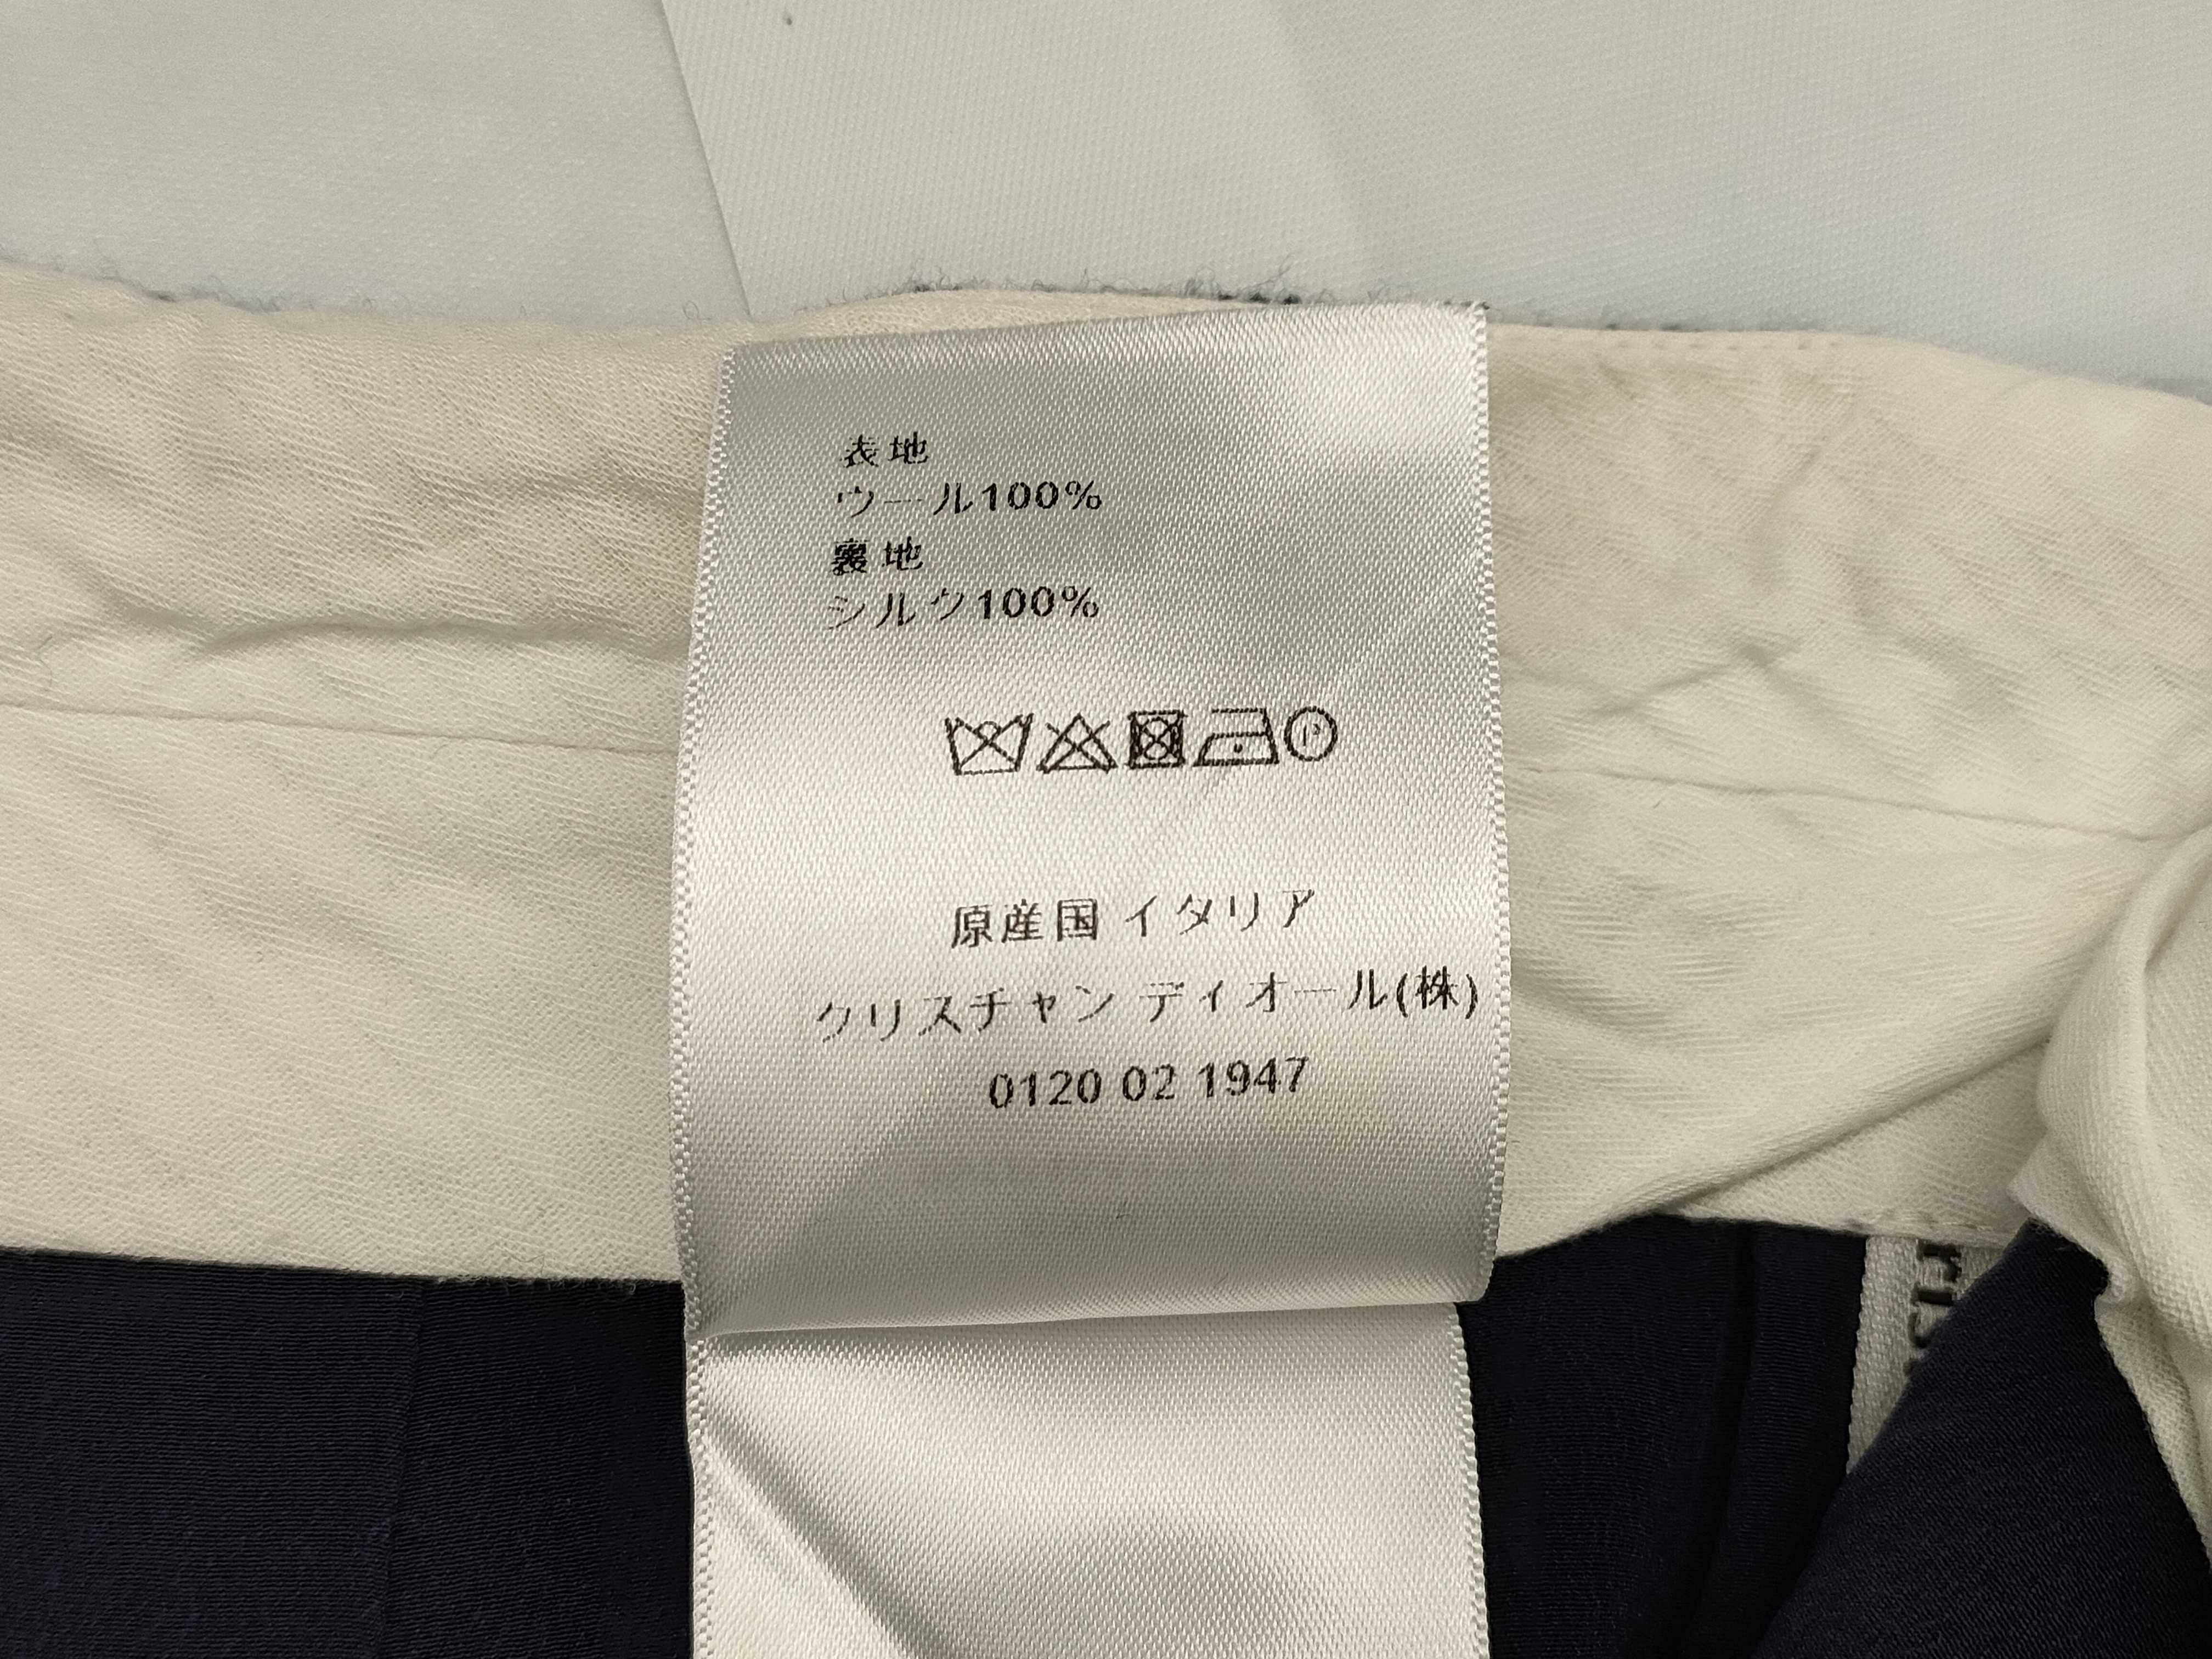 表地
ウール100%
裏地
シルク100%
P
原産国 イタリア
クリスチャン ディオール(株)
0120 02 1947